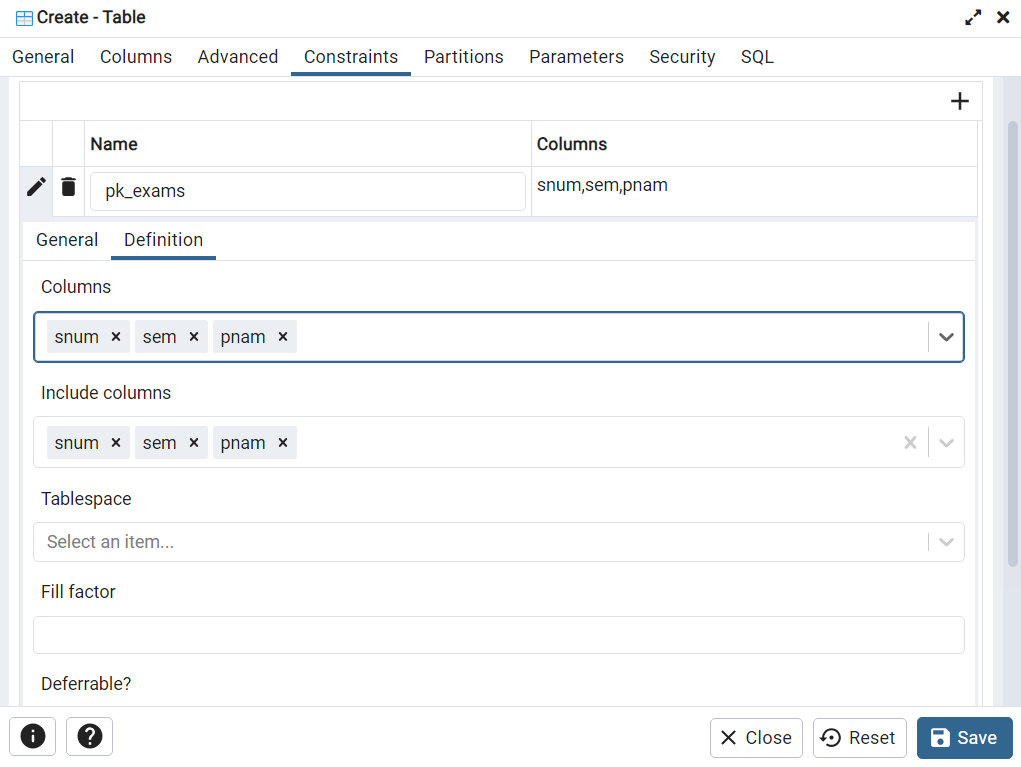 Create - Table
General Columns Advanced Constraints Partitions Parameters Security SQL
Name Columns
pk_exams snum,sem,pnam
General Definition
Columns
snum sem pnam
Include columns
snum sem pnam
Tablespace
Select an item...
Fill factor
Deferrable?
Close Reset Save